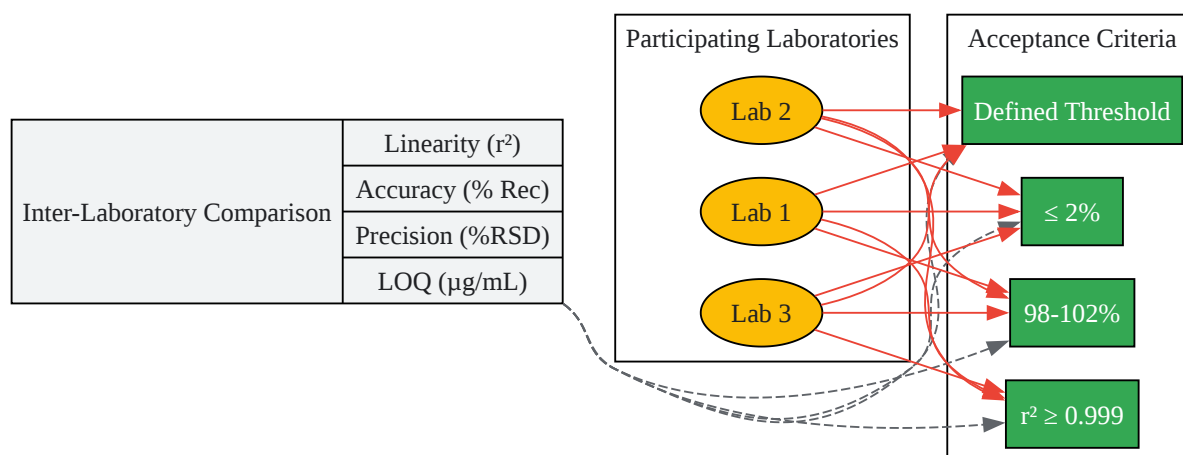 Inter-Laboratory Comparison
Linearity (r²)
Accuracy (% Rec)
Precision (%RSD)
LOQ (µg/mL)
Participating Laboratories
Lab 2
Lab 1
Lab 3
Acceptance Criteria
Defined Threshold
≤ 2%
98-102%
r² ≥ 0.999